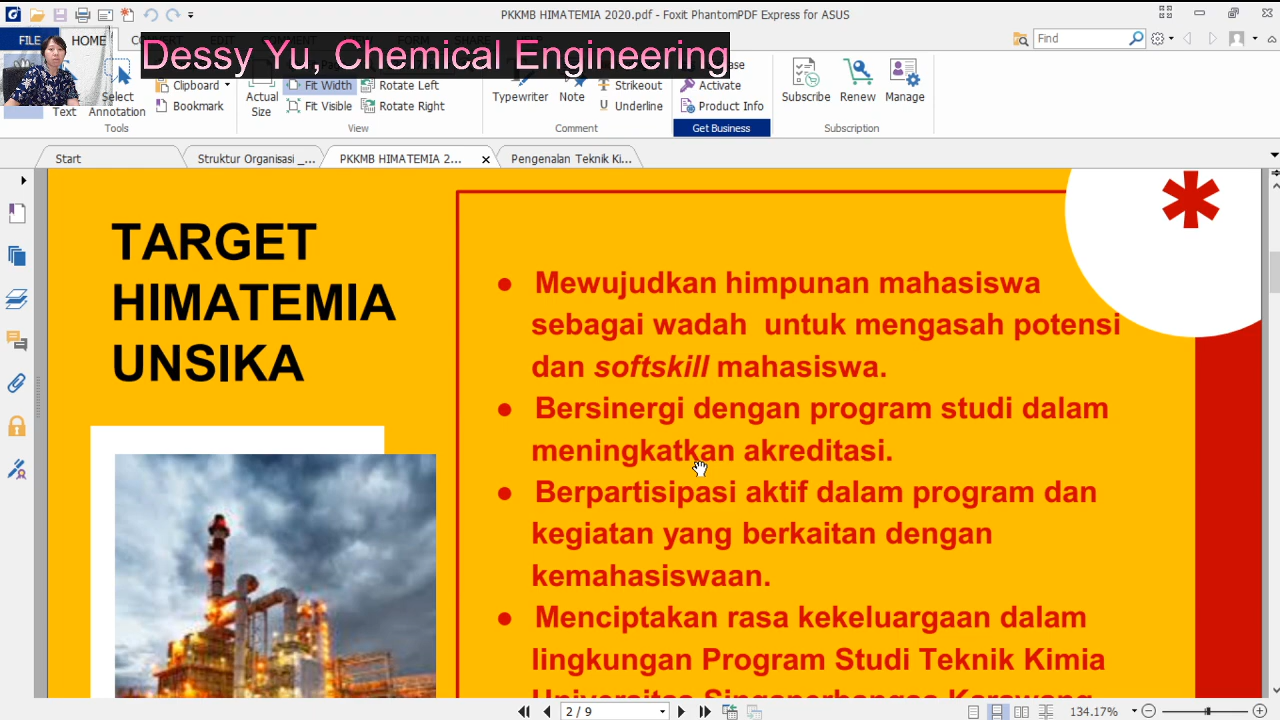 PKKMB HIMATEMIA 2020.pdf - Foxit PhantomPDF Express for ASUS
FILE
HOME
Find
Dessy Yu, Chemical Engineering
Text
Select
Annotation
Clipboard
Bookmark
Actual
Size
Fit Width
Fit Visible
Rotate Left
Rotate Right
Typewriter
Note
Strikeout
Underline
Activate
Product Info
Subscribe
Renew
Manage
Tools
View
Comment
Get Business
Subscription
Start
Struktur Organisasi _...
PKKMB HIMATEMIA 2...
Pengenalan Teknik Ki...
TARGET
HIMATEMIA
UNSIKA
*
● Mewujudkan himpunan mahasiswa
sebagai wadah untuk mengasah potensi
dan softskill mahasiswa.
● Bersinergi dengan program studi dalam
meningkatkan akreditasi.
● Berpartisipasi aktif dalam program dan
kegiatan yang berkaitan dengan
kemahasiswaan.
● Menciptakan rasa kekeluargaan dalam
lingkungan Program Studi Teknik Kimia
Universitas Singaperbangsa Karawang
2 / 9
134.17%